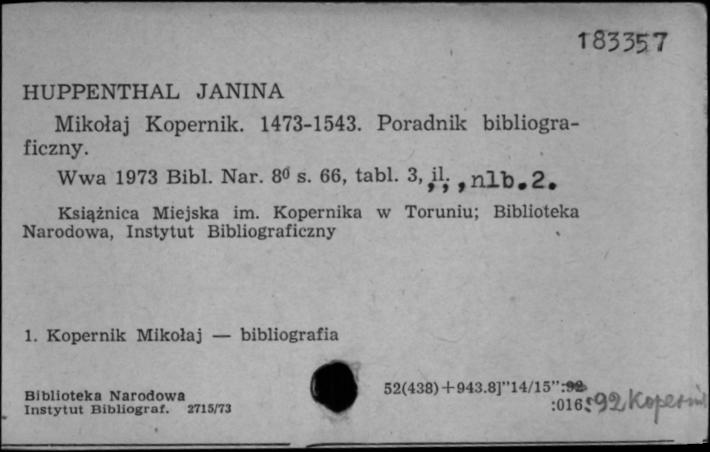 183357
HUPPENTHAL JANINA
Mikołaj Kopernik. 1473-1543. Poradnik bibliogra-
ficzny.
Wwa 1973 Bibl. Nar. 8⁰ s. 66, tabl. 3, il., nlb.2.
Książnica Miejska im. Kopernika w Toruniu; Biblioteka
Narodowa, Instytut Bibliograficzny
1. Kopernik Mikołaj — bibliografia
Biblioteka Narodowa
Instytut Bibliograf. 2715/73
52(438)+943.8]"14/15":92
:016:92 Kopernik